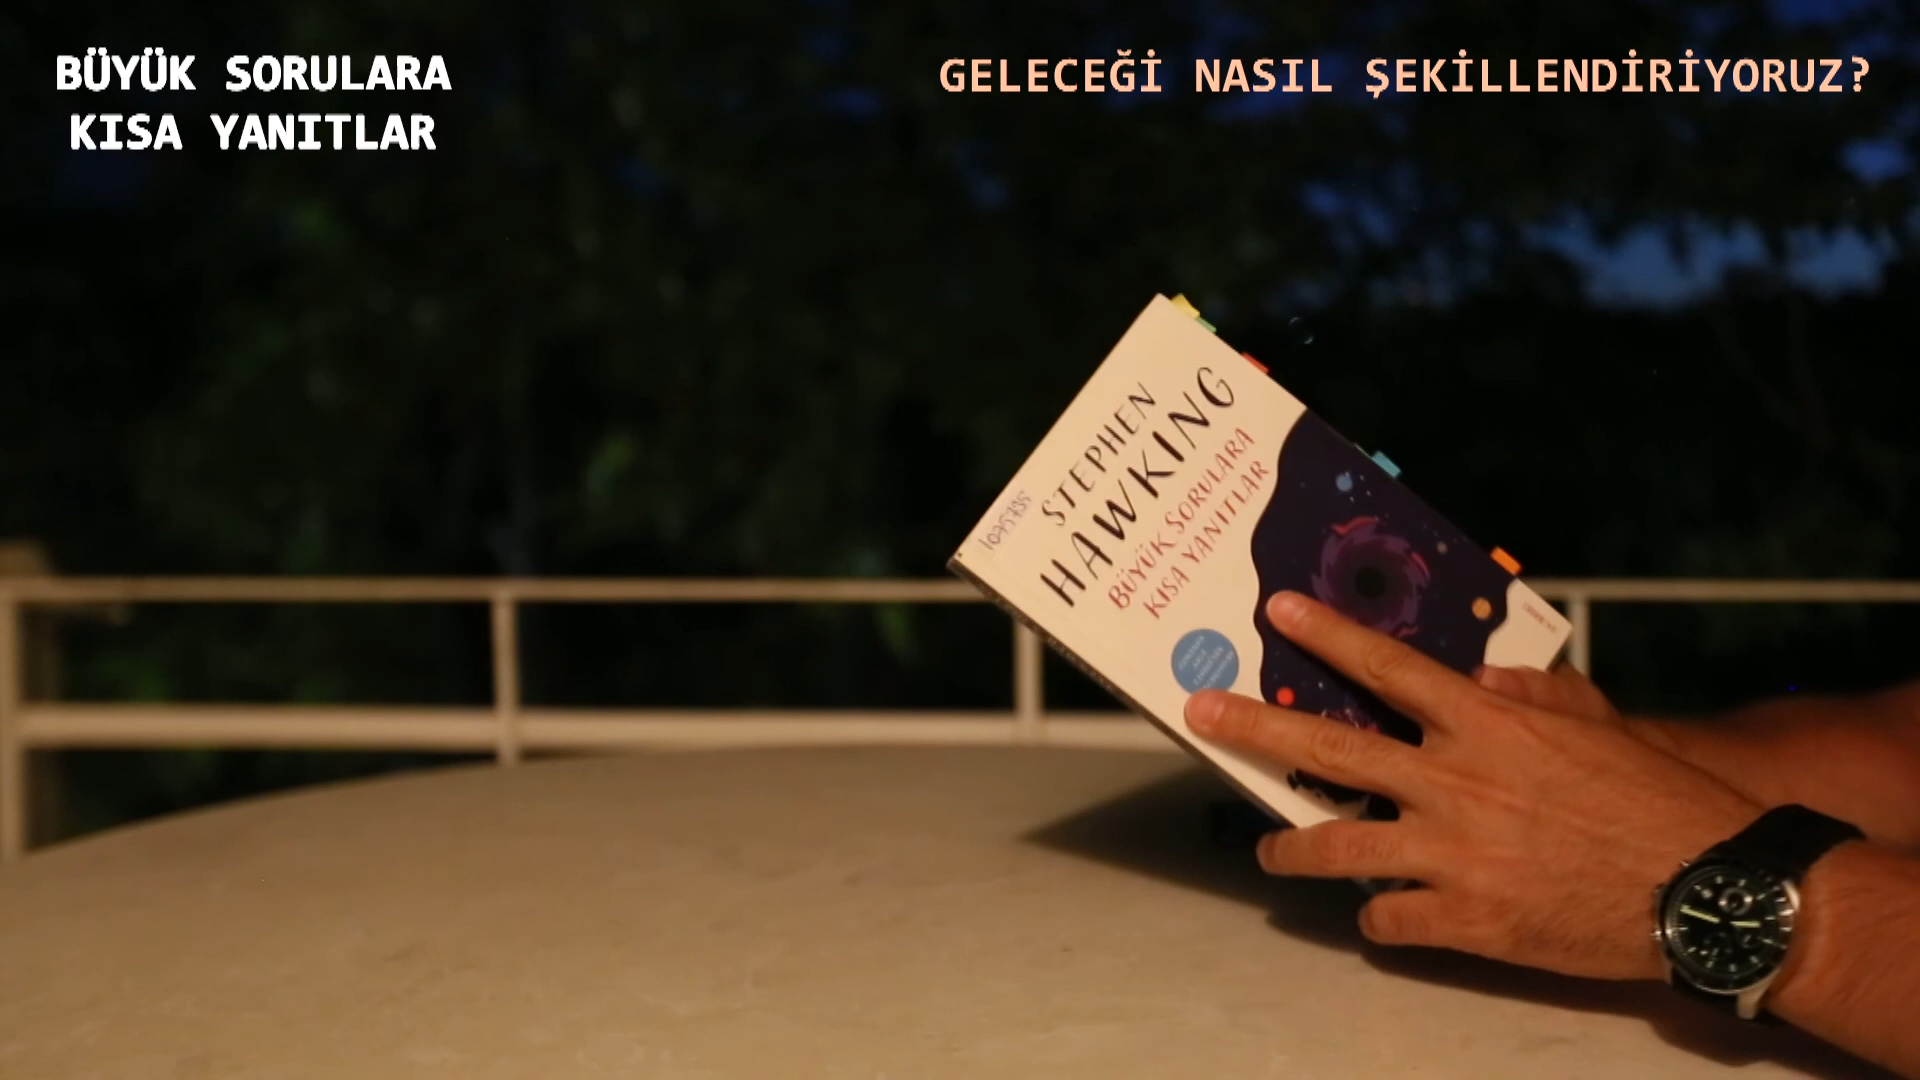 BÜYÜK SORULARA
KISA YANITLAR
GELECEĞİ NASIL ŞEKİLLENDİRİYORUZ?
STEPHEN
HAWKING
BÜYÜK SORULARA
KISA YANITLAR